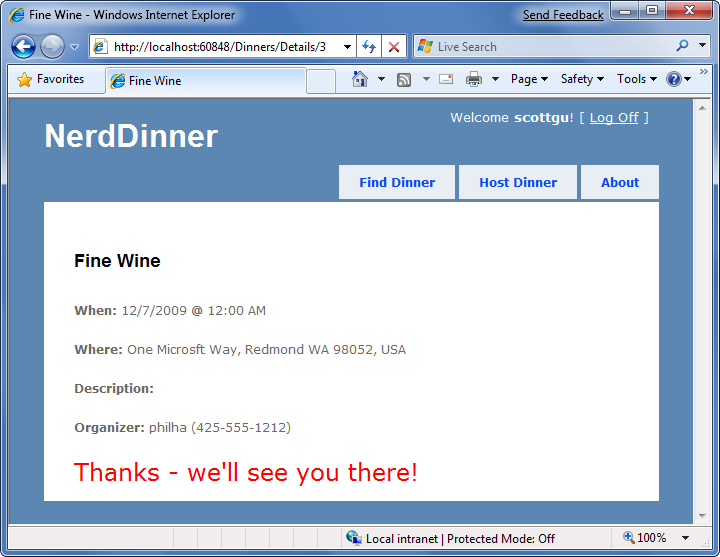 Fine Wine - Windows Internet Explorer
Send Feedback
http://localhost:60848/Dinners/Details/3
Live Search
Favorites
Fine Wine
Page
Safety
Tools
Welcome scottgu! [ Log Off ]
NerdDinner
Find Dinner
Host Dinner
About
Fine Wine
When: 12/7/2009 @ 12:00 AM
Where: One Microsft Way, Redmond WA 98052, USA
Description:
Organizer: philha (425-555-1212)
Thanks - we'll see you there!
Local intranet | Protected Mode: Off
100%